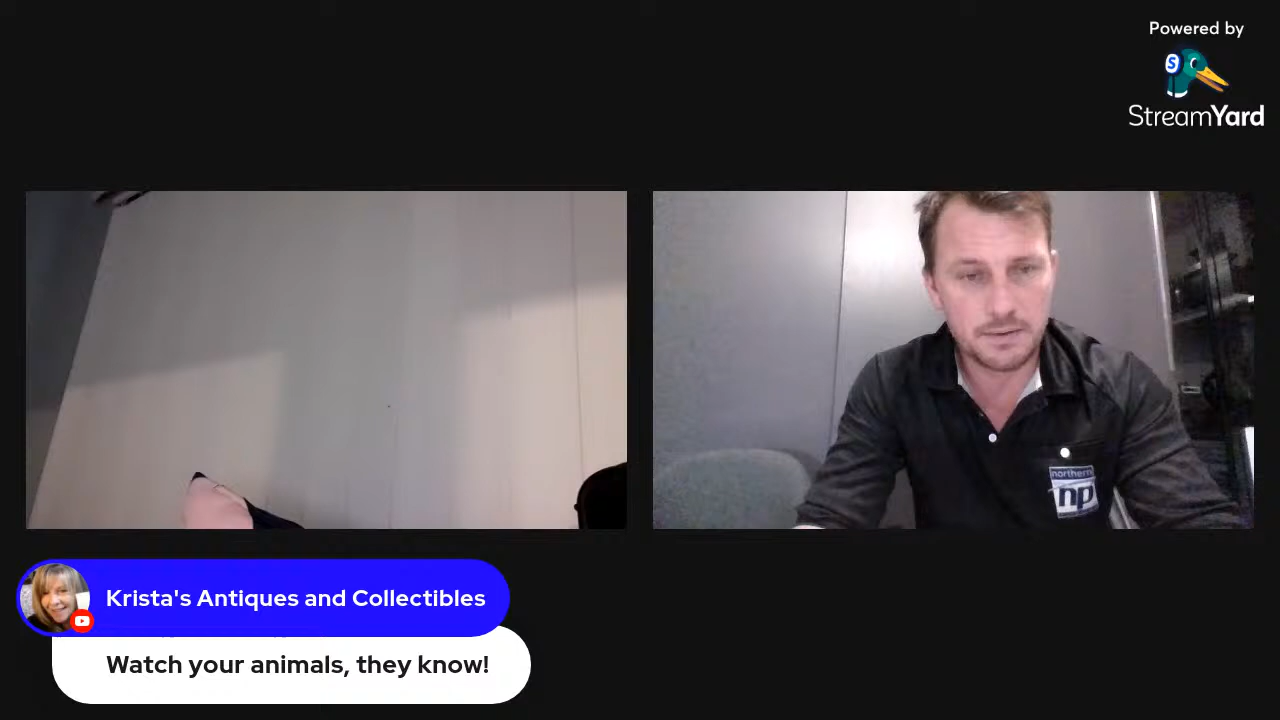 Powered by
S
StreamYard
northern
np
Krista's Antiques and Collectibles
Watch your animals, they know!